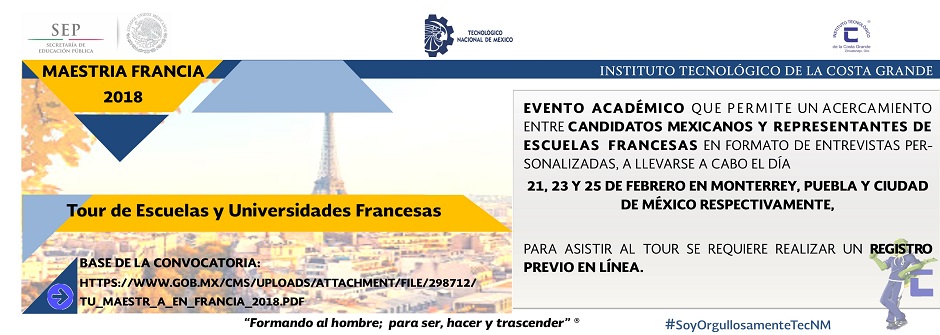 SEP
SECRETARÍA DE
EDUCACIÓN PÚBLICA
TECNOLÓGICO
NACIONAL DE MÉXICO
INSTITUTO TECNOLÓGICO
de la Costa Grande
INSTITUTO TECNOLÓGICO DE LA COSTA GRANDE
MAESTRIA FRANCIA
2018
Tour de Escuelas y Universidades Francesas
BASE DE LA CONVOCATORIA:
HTTPS://WWW.GOB.MX/CMS/UPLOADS/ATTACHMENT/FILE/298712/
TU_MAESTR_A_EN_FRANCIA_2018.PDF
EVENTO ACADÉMICO QUE PERMITE UN ACERCAMIENTO
ENTRE CANDIDATOS MEXICANOS Y REPRESENTANTES DE
ESCUELAS FRANCESAS EN FORMATO DE ENTREVISTAS PER-
SONALIZADAS, A LLEVARSE A CABO EL DÍA
21, 23 Y 25 DE FEBRERO EN MONTERREY, PUEBLA Y CIUDAD
DE MÉXICO RESPECTIVAMENTE,
PARA ASISTIR AL TOUR SE REQUIERE REALIZAR UN REGISTRO
PREVIO EN LÍNEA.
“Formando al hombre; para ser, hacer y trascender” ®
#SoyOrgullosamenteTecNM